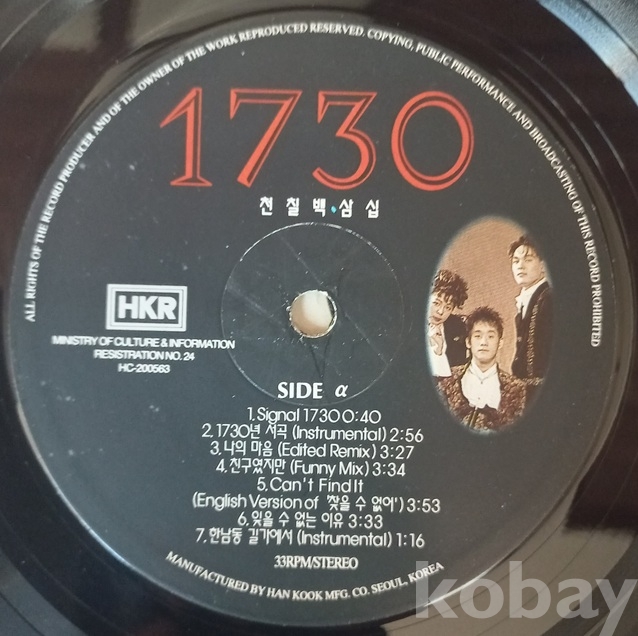 ALL RIGHTS OF THE RECORD PRODUCER AND OF THE OWNER OF THE WORK REPRODUCED RESERVED. COPYING, PUBLIC PERFORMANCE AND BROADCASTING OF THIS RECORD PROHIBITED
1730
천칠백·삼십
HKR
MINISTRY OF CULTURE & INFORMATION
RESISTRATION NO. 24
HC-200563
SIDE α
1. Signal 1730 0:40
2. 1730년 서곡 (Instrumental) 2:56
3. 나의 마음 (Edited Remix) 3:27
4. 친구였지만 (Funny Mix) 3:34
5. Can't Find It
(English Version of '찾을 수 없어') 3:53
6. 잊을 수 없는 이유 3:33
7. 한남동 길가에서 (Instrumental) 1:16
33RPM/STEREO
MANUFACTURED BY HAN KOOK MFG. CO. SEOUL, KOREA
kobay